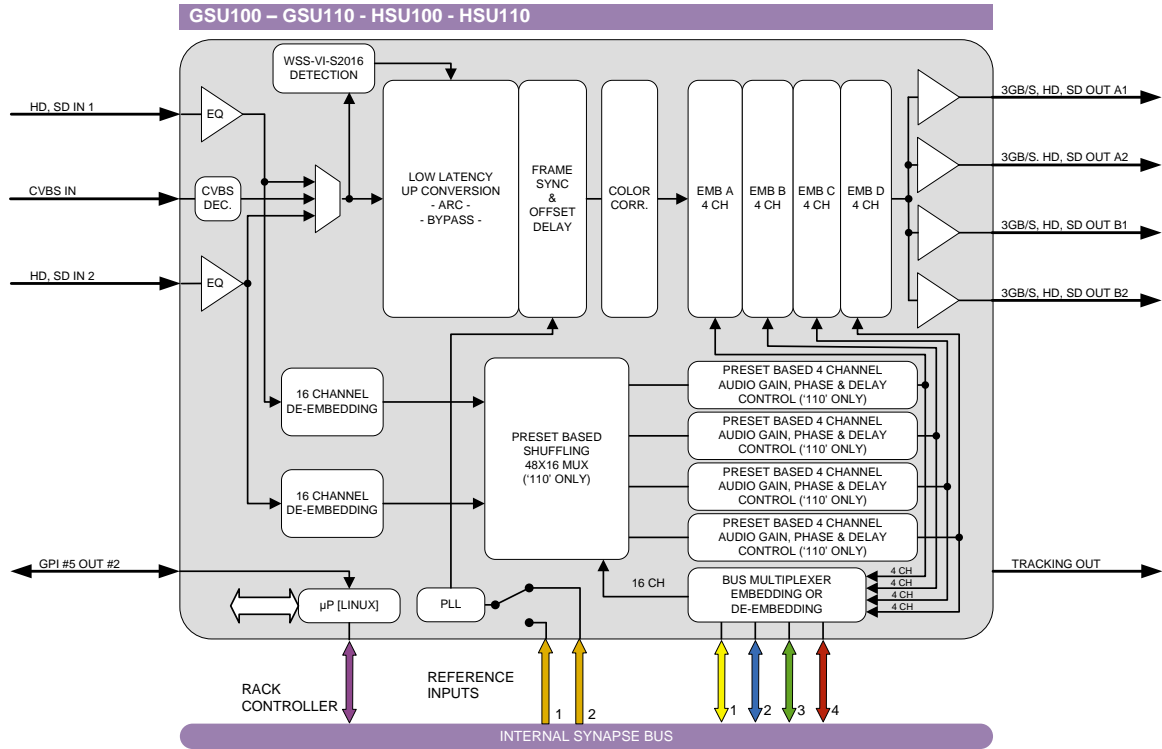 GSU100 – GSU110 - HSU100 - HSU110
WSS-VI-S2016
DETECTION
HD, SD IN 1
EQ
CVBS IN
CVBS
DEC.
HD, SD IN 2
EQ
LOW LATENCY
UP CONVERSION
- ARC -
- BYPASS -
FRAME
SYNC
&
OFFSET
DELAY
COLOR
CORR.
EMB A
4 CH
EMB B
4 CH
EMB C
4 CH
EMB D
4 CH
3GB/S, HD, SD OUT A1
3GB/S. HD, SD OUT A2
3GB/S, HD, SD OUT B1
3GB/S, HD, SD OUT B2
16 CHANNEL
DE-EMBEDDING
16 CHANNEL
DE-EMBEDDING
PRESET BASED
SHUFFLING
48X16 MUX
(‘110’ ONLY)
PRESET BASED 4 CHANNEL
AUDIO GAIN, PHASE & DELAY
CONTROL (‘110’ ONLY)
PRESET BASED 4 CHANNEL
AUDIO GAIN, PHASE & DELAY
CONTROL (‘110’ ONLY)
PRESET BASED 4 CHANNEL
AUDIO GAIN, PHASE & DELAY
CONTROL (‘110’ ONLY)
PRESET BASED 4 CHANNEL
AUDIO GAIN, PHASE & DELAY
CONTROL (‘110’ ONLY)
GPI #5 OUT #2
TRACKING OUT
µP [LINUX]
PLL
16 CH
BUS MULTIPLEXER
EMBEDDING OR
DE-EMBEDDING
4 CH
4 CH
4 CH
4 CH
RACK
CONTROLLER
REFERENCE
INPUTS
1
2
1
2
3
4
INTERNAL SYNAPSE BUS